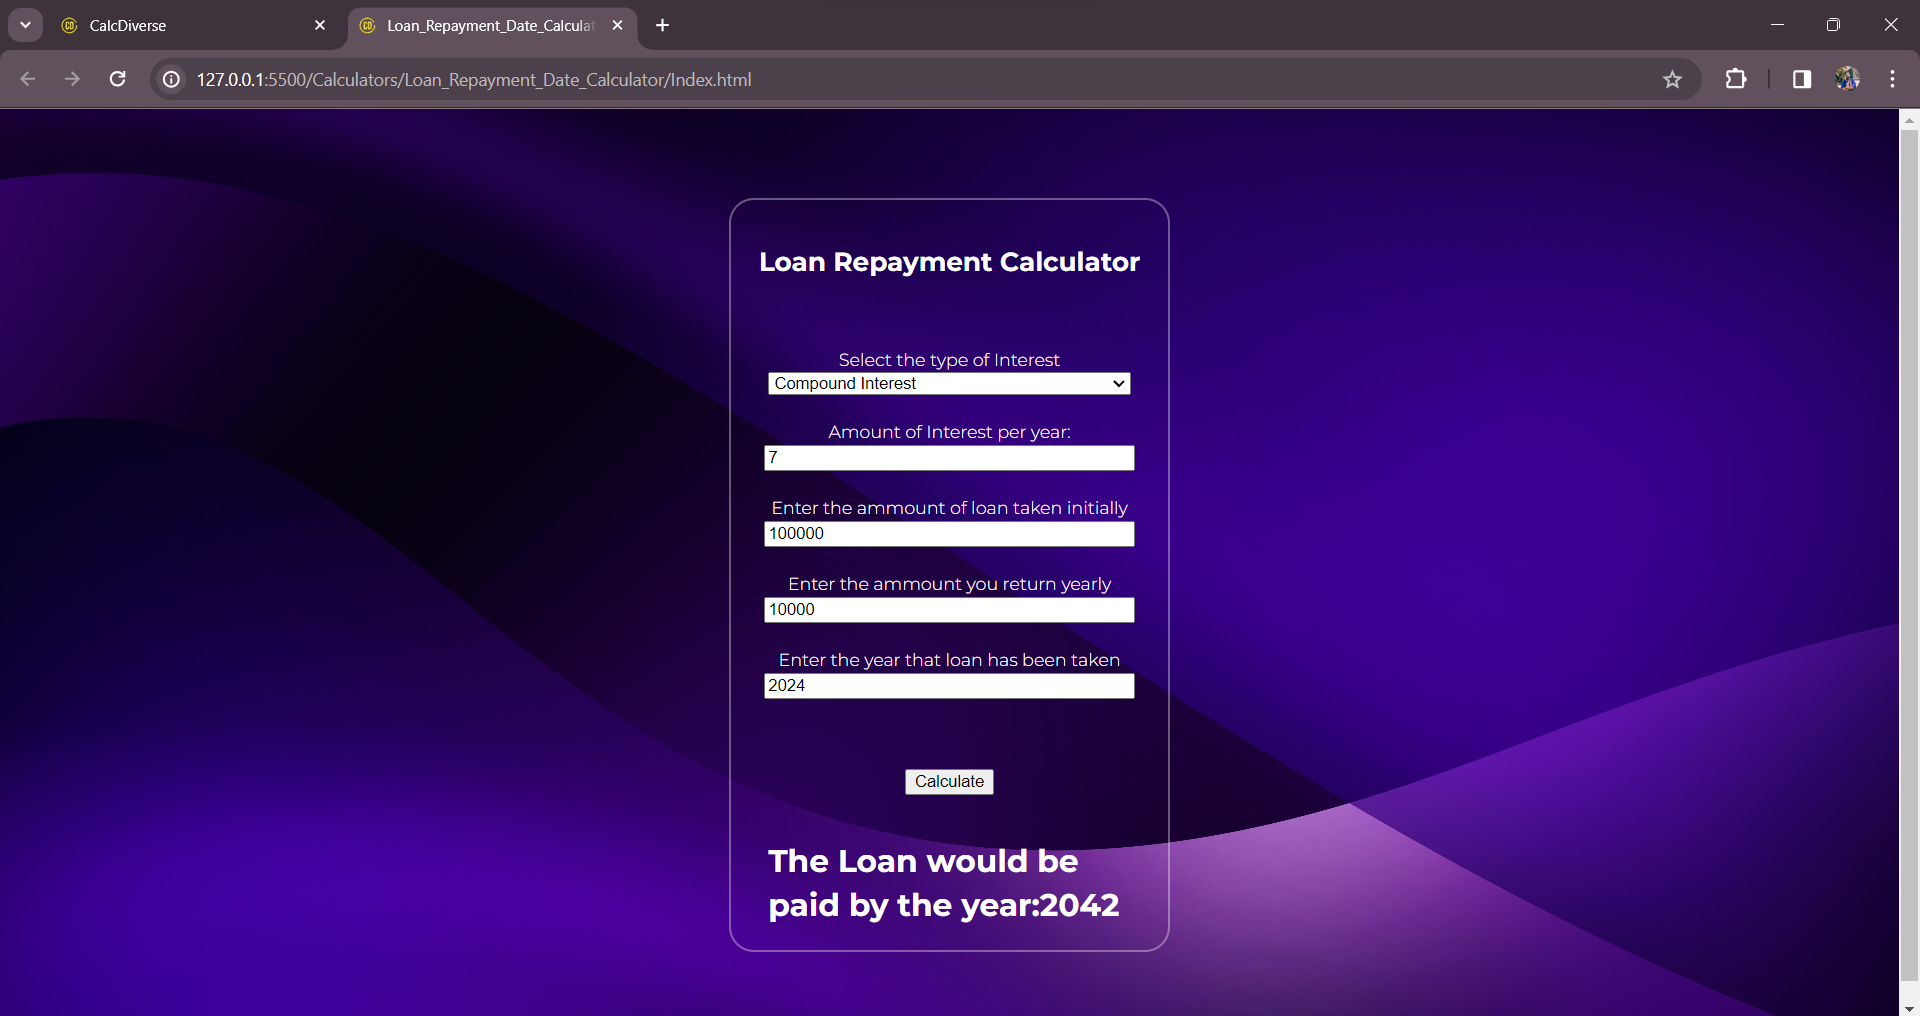 CalcDiverse
Loan_Repayment_Date_Calculat
127.0.0.1:5500/Calculators/Loan_Repayment_Date_Calculator/Index.html
Loan Repayment Calculator
Select the type of Interest
Compound Interest
Amount of Interest per year:
7
Enter the ammount of loan taken initially
100000
Enter the ammount you return yearly
10000
Enter the year that loan has been taken
2024
Calculate
The Loan would be
paid by the year:2042